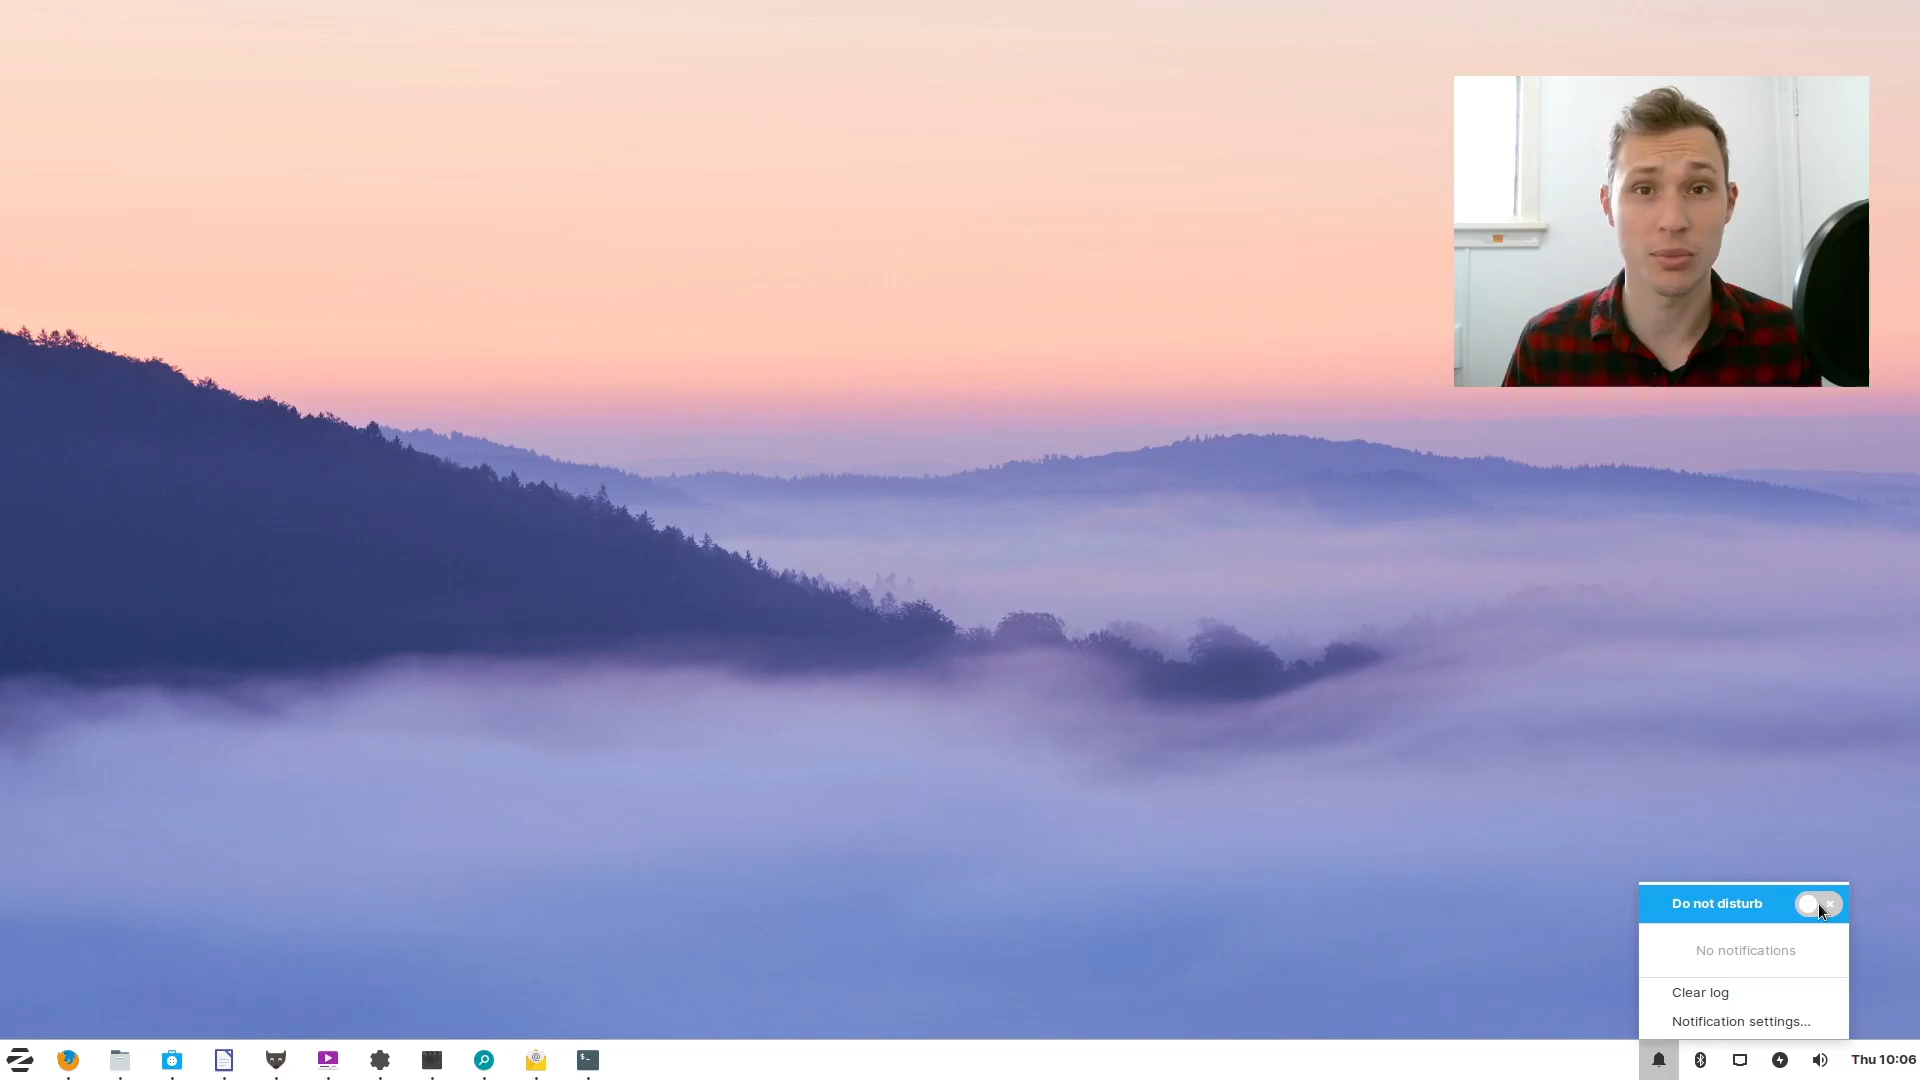 Do not disturb
No notifications
Clear log
Notification settings...
Thu 10:06